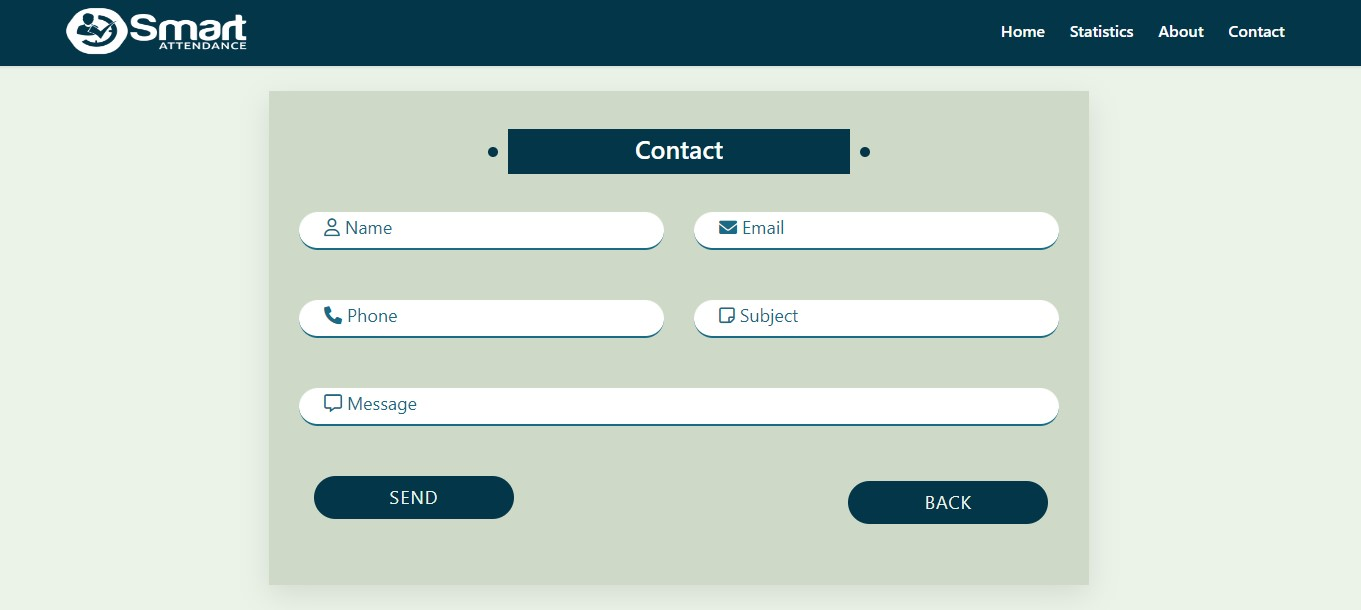 Smart
ATTENDANCE
Home Statistics About Contact
Contact
Name Email
Phone Subject
Message
SEND BACK